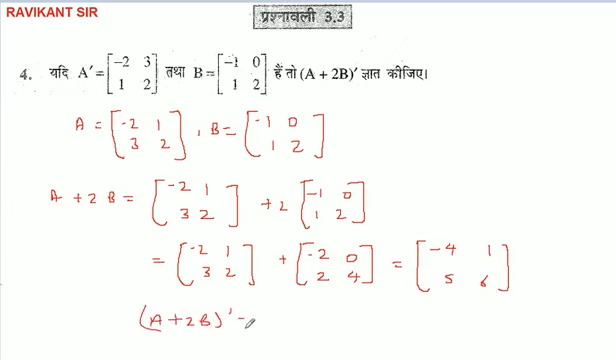 RAVIKANT SIR
प्रश्नावली 3.3
4. यदि A′ = [−2 3; 1 2] तथा B = [−1 0; 1 2] हैं तो (A + 2B)′ ज्ञात कीजिए।
A = [-2 1; 3 2], B = [-1 0; 1 2]
A + 2B = [-2 1; 3 2] + 2 [-1 0; 1 2]
= [-2 1; 3 2] + [-2 0; 2 4] = [-4 1; 5 6]
(A+2B)' -